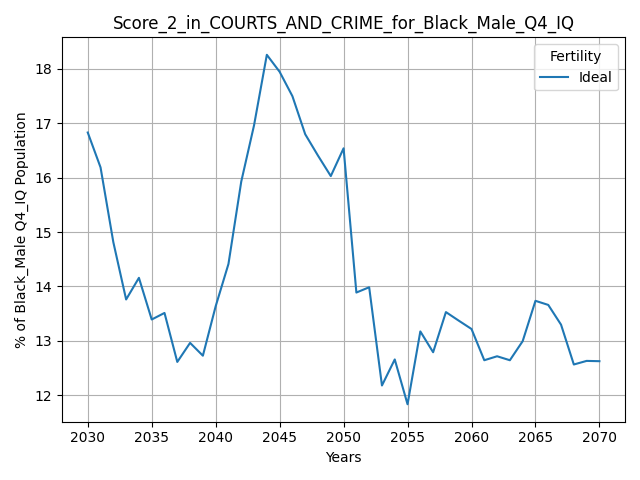 Score_2_in_COURTS_AND_CRIME_for_Black_Male_Q4_IQ
Fertility
Ideal
% of Black_Male Q4_IQ Population
18
17
16
15
14
13
12
2030 2035 2040 2045 2050 2055 2060 2065 2070
Years